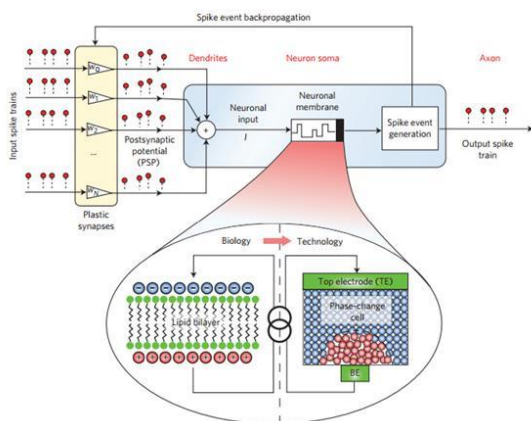 Spike event backpropagation
Dendrites
Neuron soma
Axon
Input spike trains
W0
W1
W2
...
WN
Plastic
synapses
Postsynaptic
potential
(PSP)
+
Neuronal
input
I
Neuronal
membrane
Spike event
generation
Output spike
train
Biology
Technology
Lipid bilayer
Top electrode (TE)
Phase-change
cell
BE